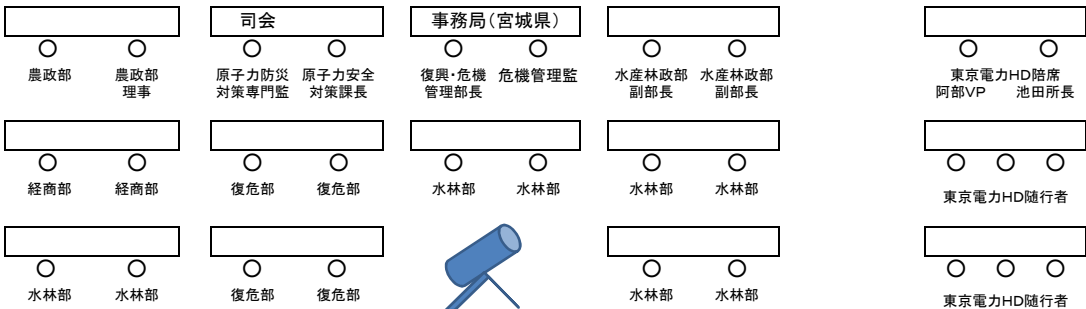 司会
事務局(宮城県)
農政部
農政部
理事
原子力防災
対策専門監
原子力安全
対策課長
復興・危機
管理部長
危機管理監
水産林政部
副部長
水産林政部
副部長
東京電力HD陪席
阿部VP 池田所長
経商部
経商部
復危部
復危部
水林部
水林部
水林部
水林部
東京電力HD随行者
水林部
水林部
復危部
復危部
水林部
水林部
東京電力HD随行者